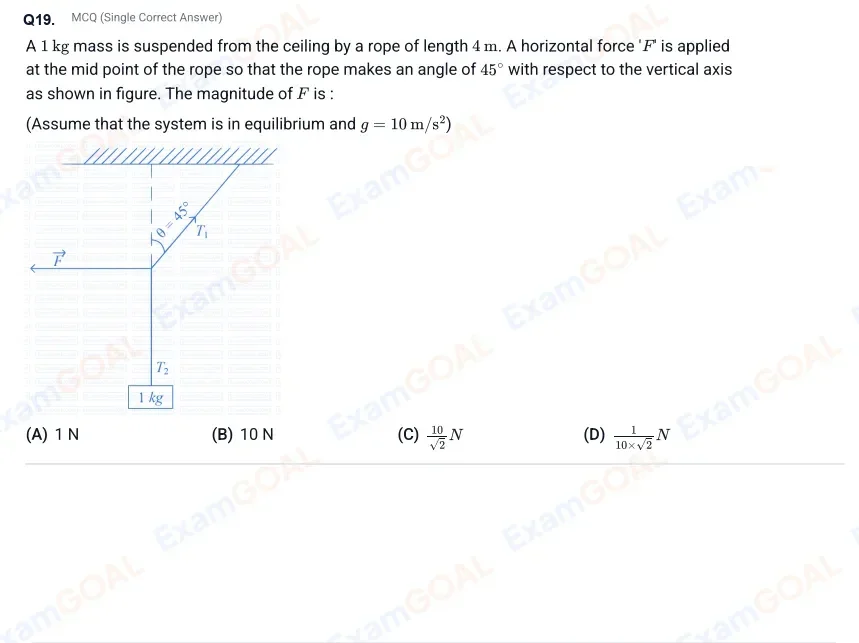 Q19. MCQ (Single Correct Answer)
A 1 kg mass is suspended from the ceiling by a rope of length 4 m. A horizontal force 'F' is applied
at the mid point of the rope so that the rope makes an angle of 45° with respect to the vertical axis
as shown in figure. The magnitude of F is :
(Assume that the system is in equilibrium and g = 10 m/s²)
θ = 45°
T₁
F⃗
T₂
1 kg
(A) 1 N (B) 10 N (C) 10/√2 N (D) 1/(10×√2) N
ExamGOAL